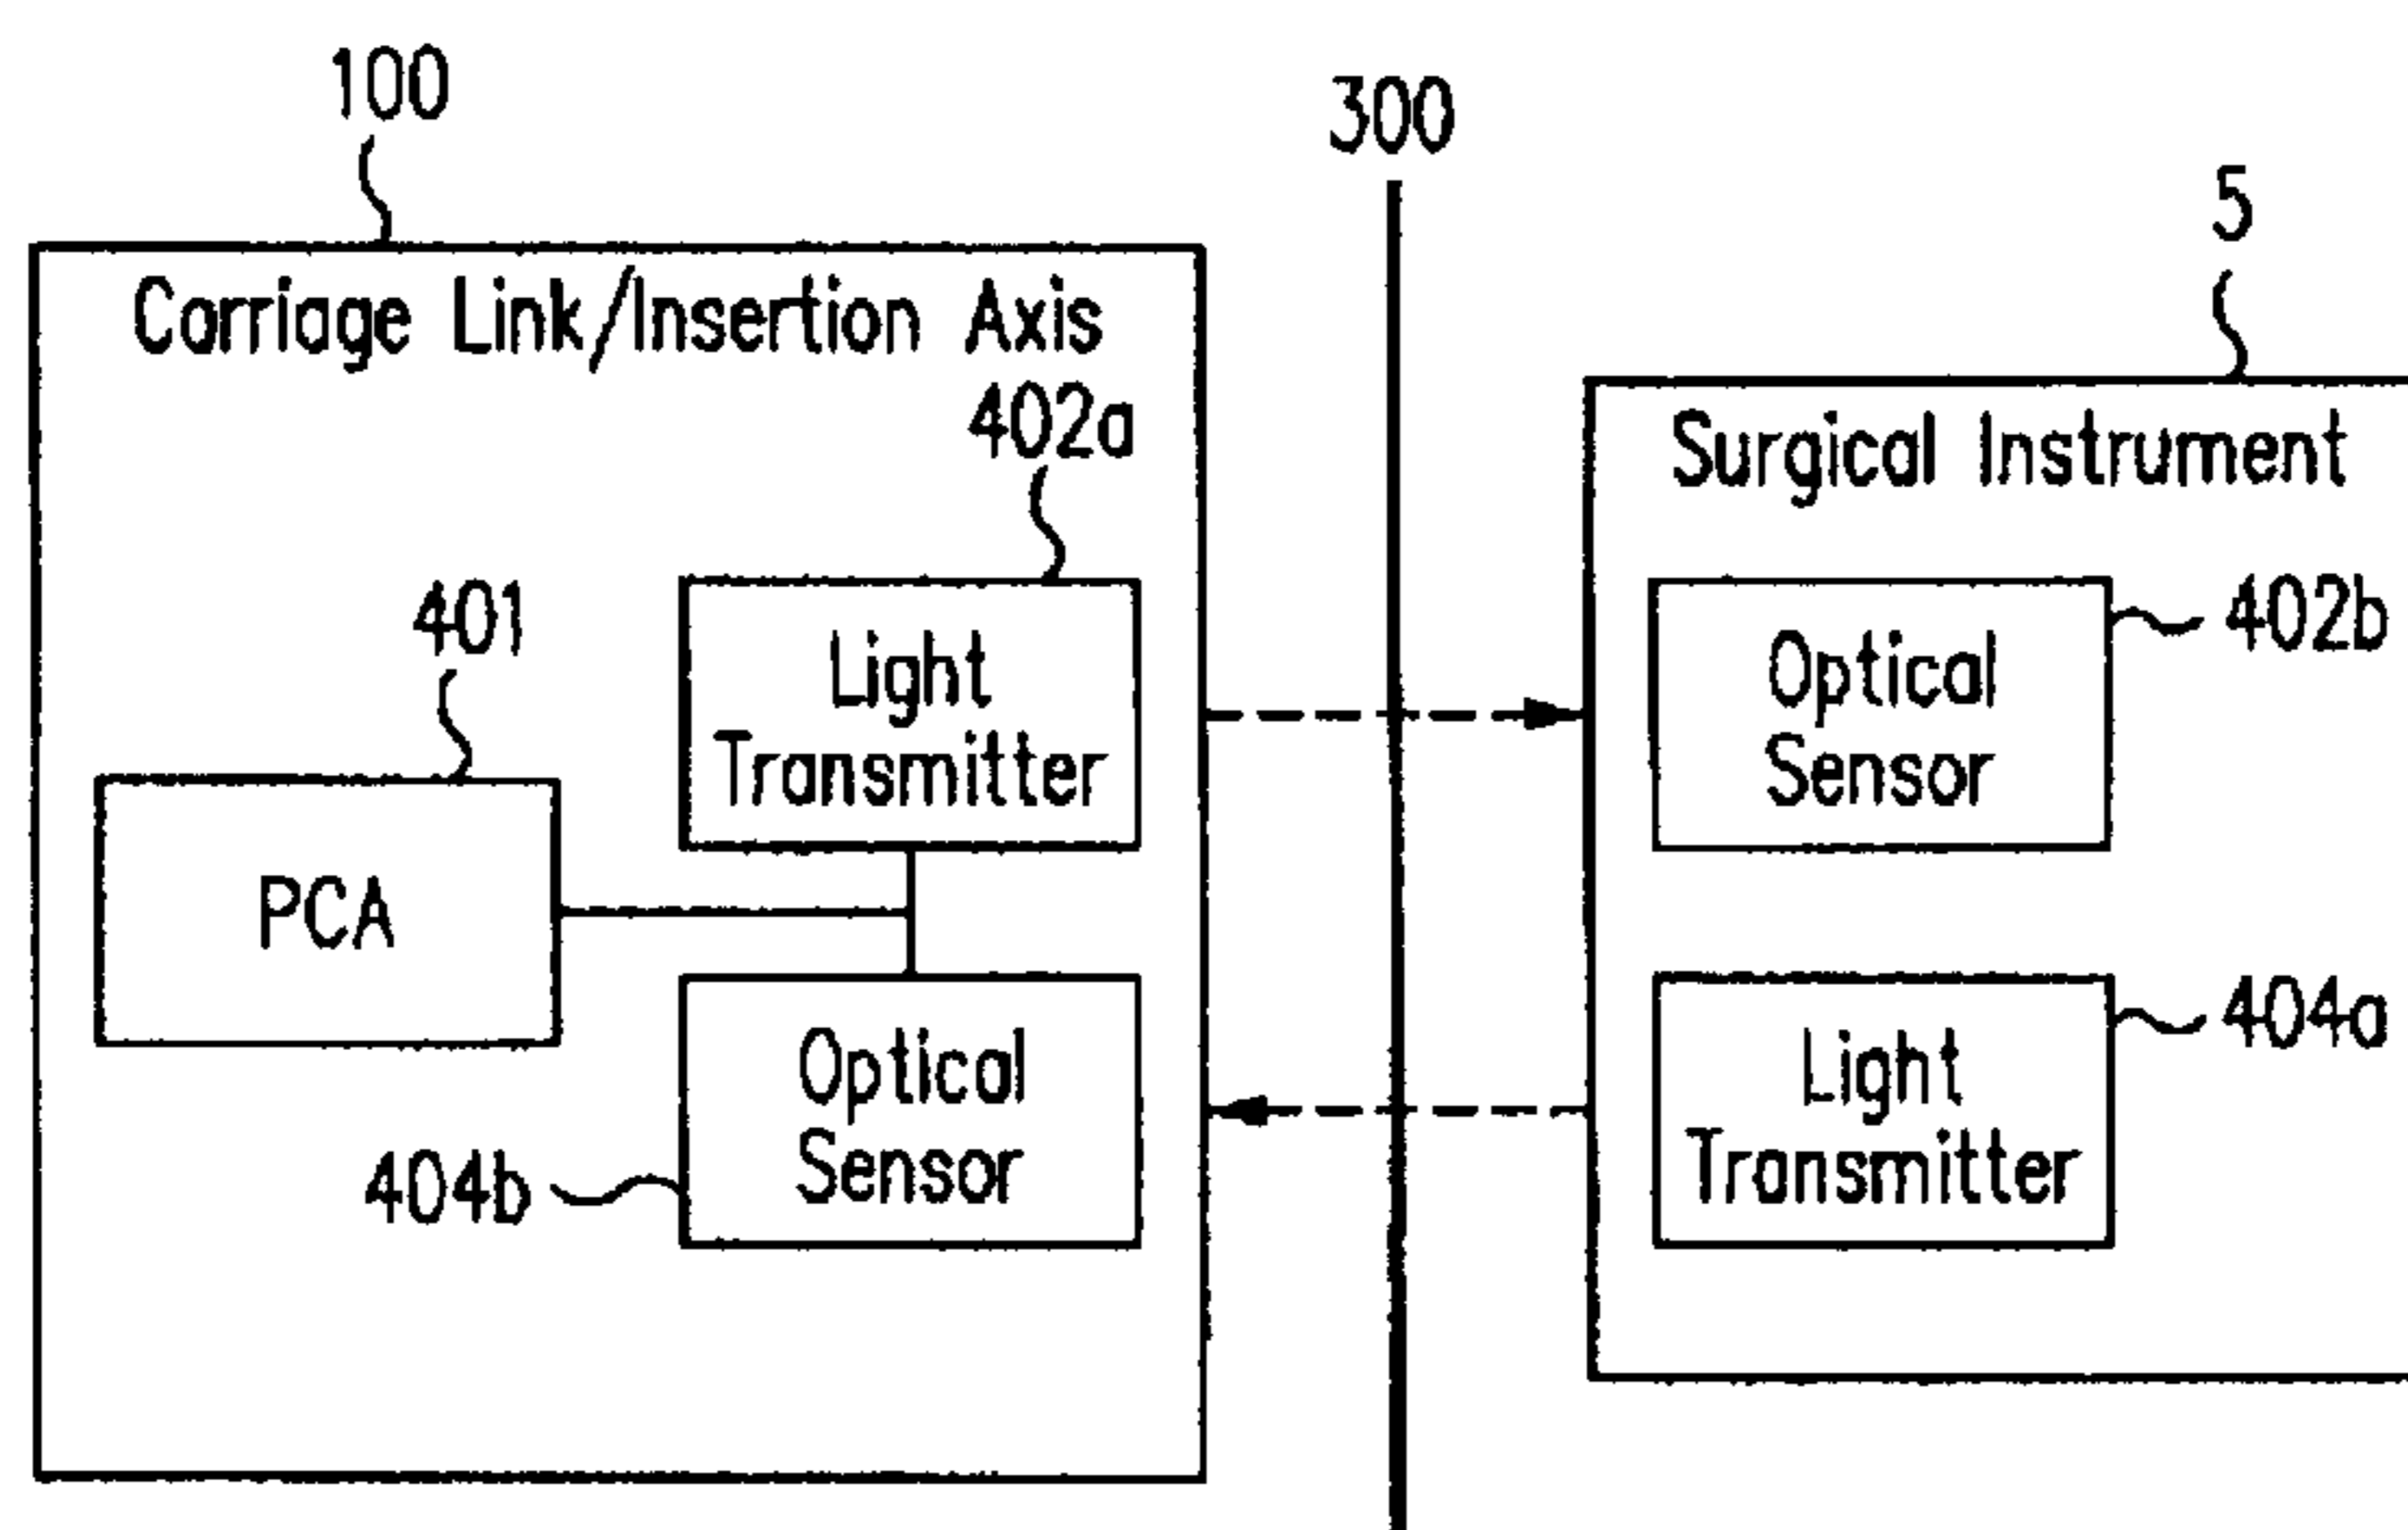 100
300
5
Carriage Link/Insertion Axis
402a
Surgical Instrument
401
402b
Light
Transmitter
Optical
Sensor
PCA
404a
Optical
Sensor
Light
Transmitter
404b